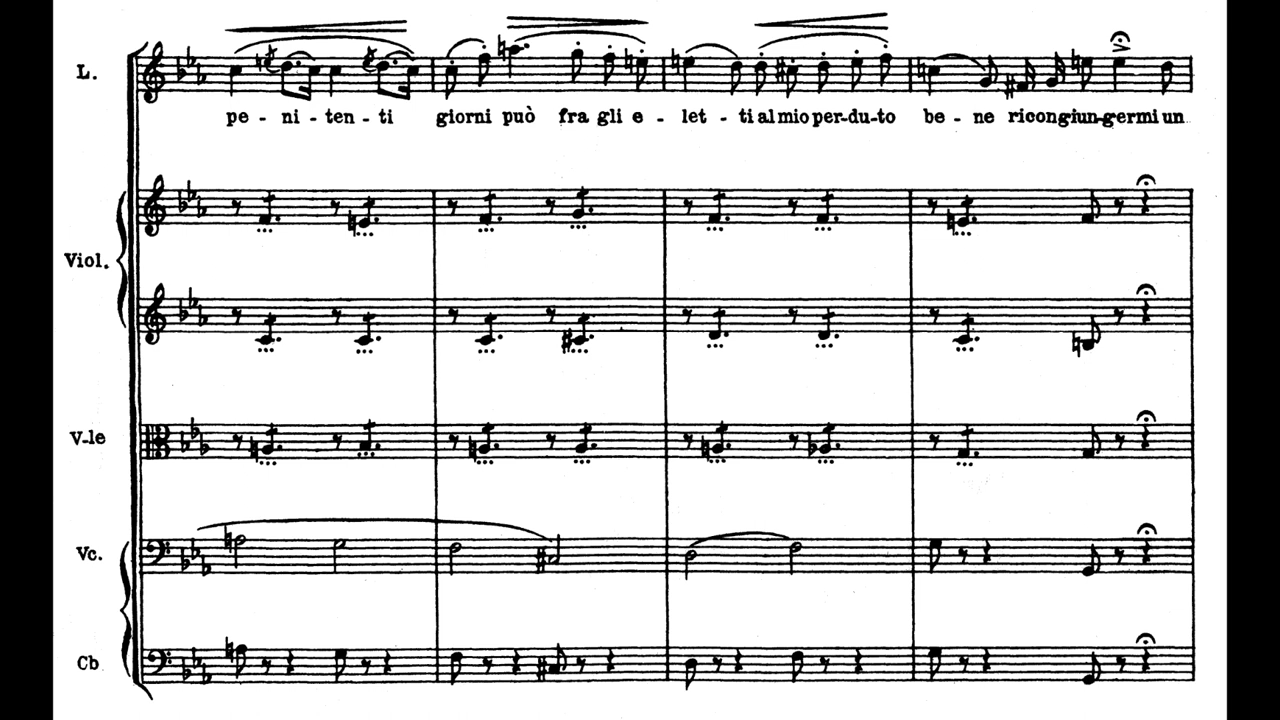 L.
pe - ni - ten - ti giorni può fra gli e - let - ti al mio per-du-to be - ne ricongiun-germi un
Viol.
V-le
Vc.
Cb